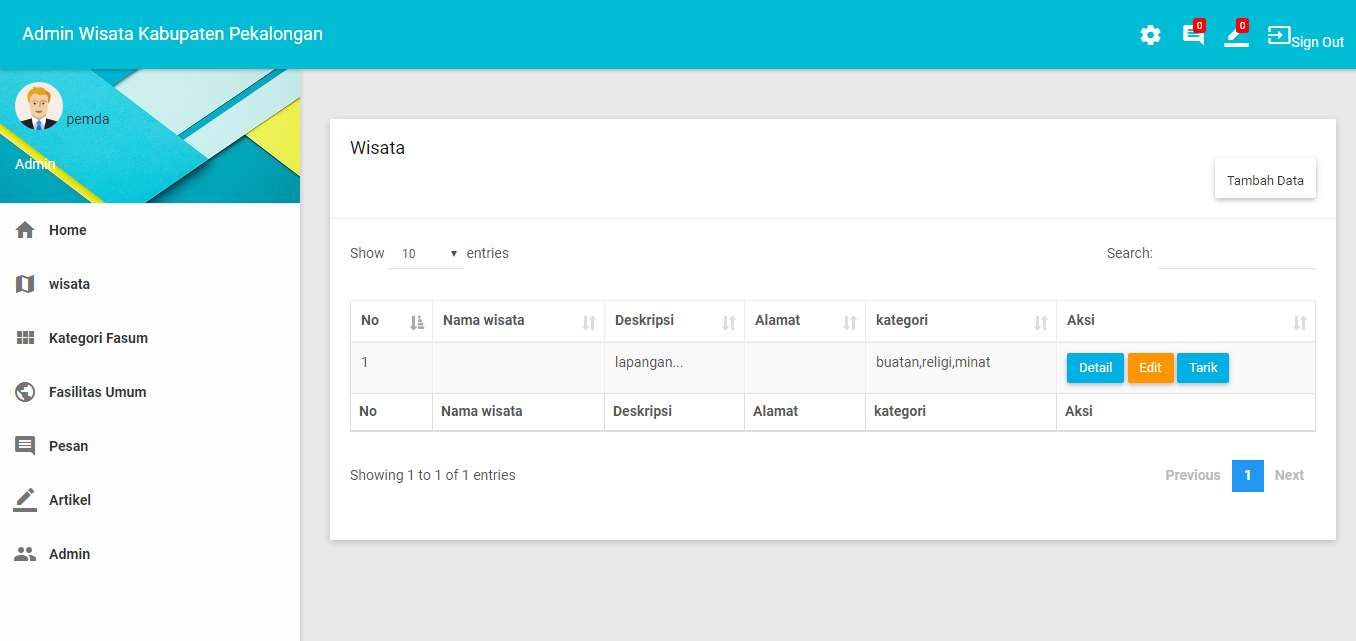 Admin Wisata Kabupaten Pekalongan
0
0
Sign Out
pemda
Admin
Home
wisata
Kategori Fasum
Fasilitas Umum
Pesan
Artikel
Admin
Wisata
Tambah Data
Show 10 entries
Search:
No Nama wisata Deskripsi Alamat kategori Aksi
1 lapangan... buatan,religi,minat Detail Edit Tarik
No Nama wisata Deskripsi Alamat kategori Aksi
Showing 1 to 1 of 1 entries
Previous 1 Next